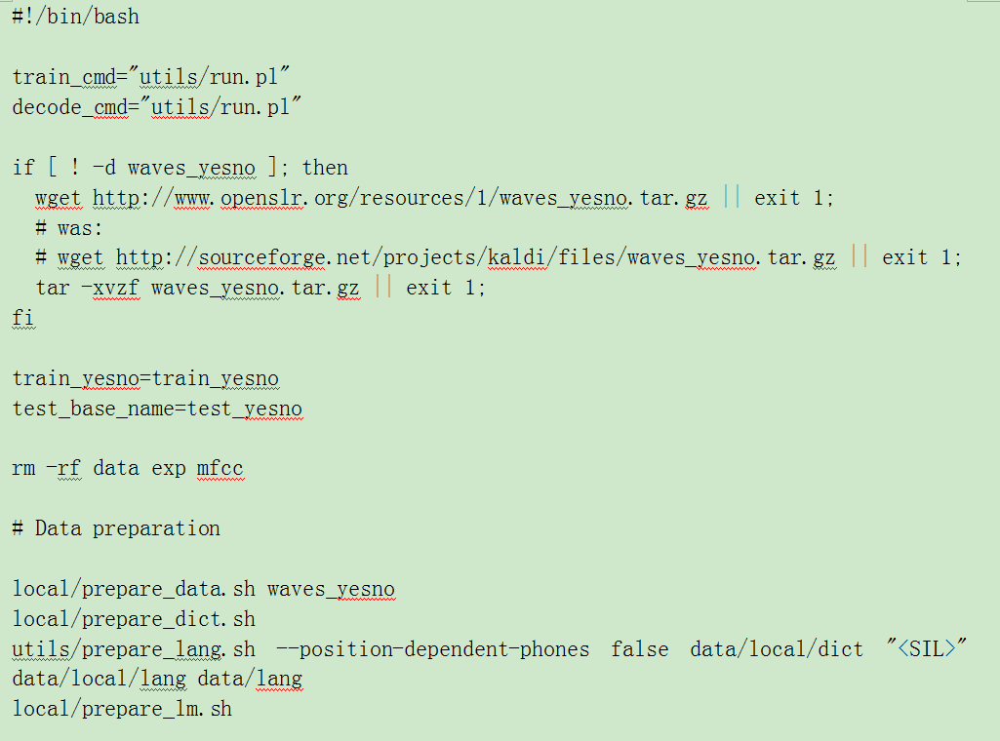 #!/bin/bash
train_cmd="utils/run.pl"
decode_cmd="utils/run.pl"
if [ ! -d waves_yesno ]; then
wget http://www.openslr.org/resources/1/waves_yesno.tar.gz || exit 1;
# was:
# wget http://sourceforge.net/projects/kaldi/files/waves_yesno.tar.gz || exit 1;
tar -xvzf waves_yesno.tar.gz || exit 1;
fi
train_yesno=train_yesno
test_base_name=test_yesno
rm -rf data exp mfcc
# Data preparation
local/prepare_data.sh waves_yesno
local/prepare_dict.sh
utils/prepare_lang.sh --position-dependent-phones false data/local/dict "<SIL>"
data/local/lang data/lang
local/prepare_lm.sh